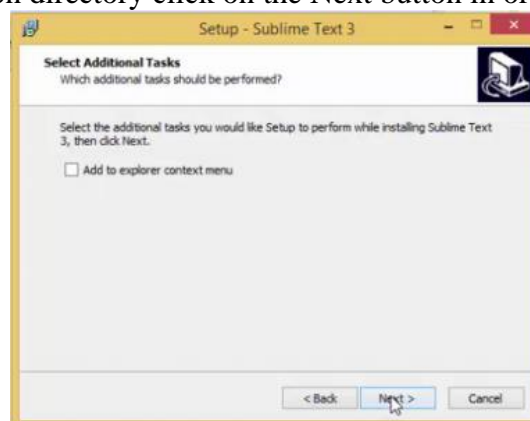 on directory click on the Next button in or
Setup - Sublime Text 3
Select Additional Tasks
Which additional tasks should be performed?
Select the additional tasks you would like Setup to perform while installing Sublime Text
3, then click Next.
Add to explorer context menu
< Back Next > Cancel